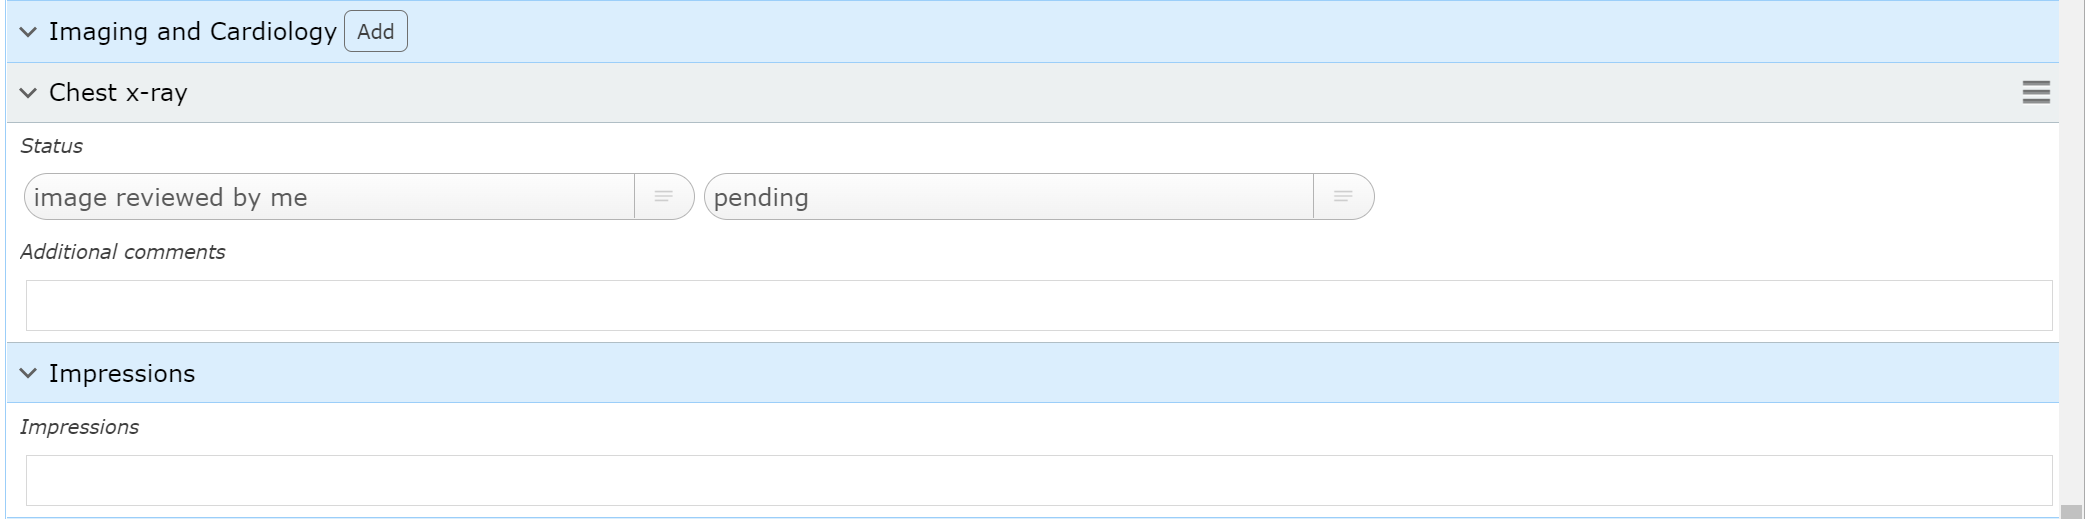 Imaging and Cardiology Add
Chest x-ray
Status
image reviewed by me pending
Additional comments
Impressions
Impressions